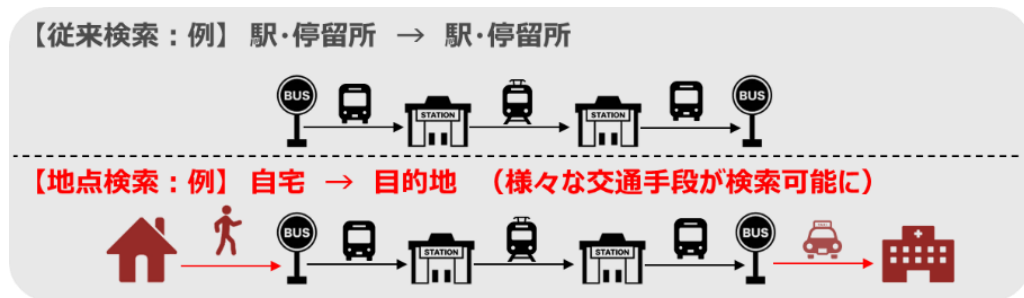 【従来検索：例】 駅・停留所 → 駅・停留所
BUS STATION STATION BUS
【地点検索：例】 自宅 → 目的地 （様々な交通手段が検索可能に）
BUS STATION STATION BUS